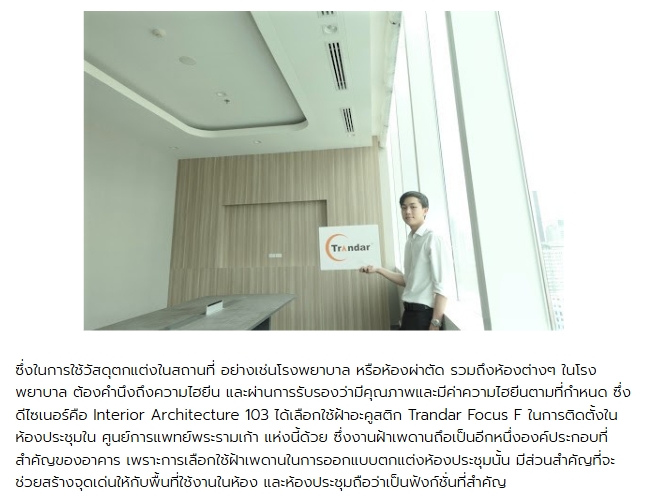 Trandar
ซึ่งในการใช้วัสดุตกแต่งในสถานที่ อย่างเช่นโรงพยาบาล หรือห้องผ่าตัด รวมถึงห้องต่างๆ ในโรง
พยาบาล ต้องคำนึงถึงความไฮยีน และผ่านการรับรองว่ามีคุณภาพและมีค่าความไฮยีนตามที่กำหนด ซึ่ง
ดีไซเนอร์คือ Interior Architecture 103 ได้เลือกใช้ฝ้าอะคูสติก Trandar Focus F ในการติดตั้งใน
ห้องประชุมใน ศูนย์การแพทย์พระรามเก้า แห่งนี้ด้วย ซึ่งงานฝ้าเพดานถือเป็นอีกหนึ่งองค์ประกอบที่
สำคัญของอาคาร เพราะการเลือกใช้ฝ้าเพดานในการออกแบบตกแต่งห้องประชุมนั้น มีส่วนสำคัญที่จะ
ช่วยสร้างจุดเด่นให้กับพื้นที่ใช้งานในห้อง และห้องประชุมถือว่าเป็นฟังก์ชั่นที่สำคัญ